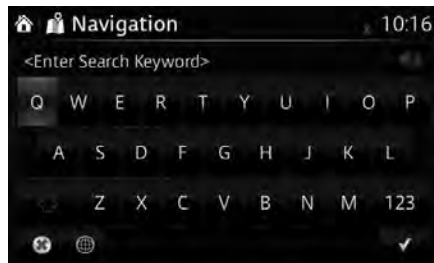 Navigation 10:16
<Enter Search Keyword>
Q W E R T Y U I O P
A S D F G H J K L
Z X C V B N M 123